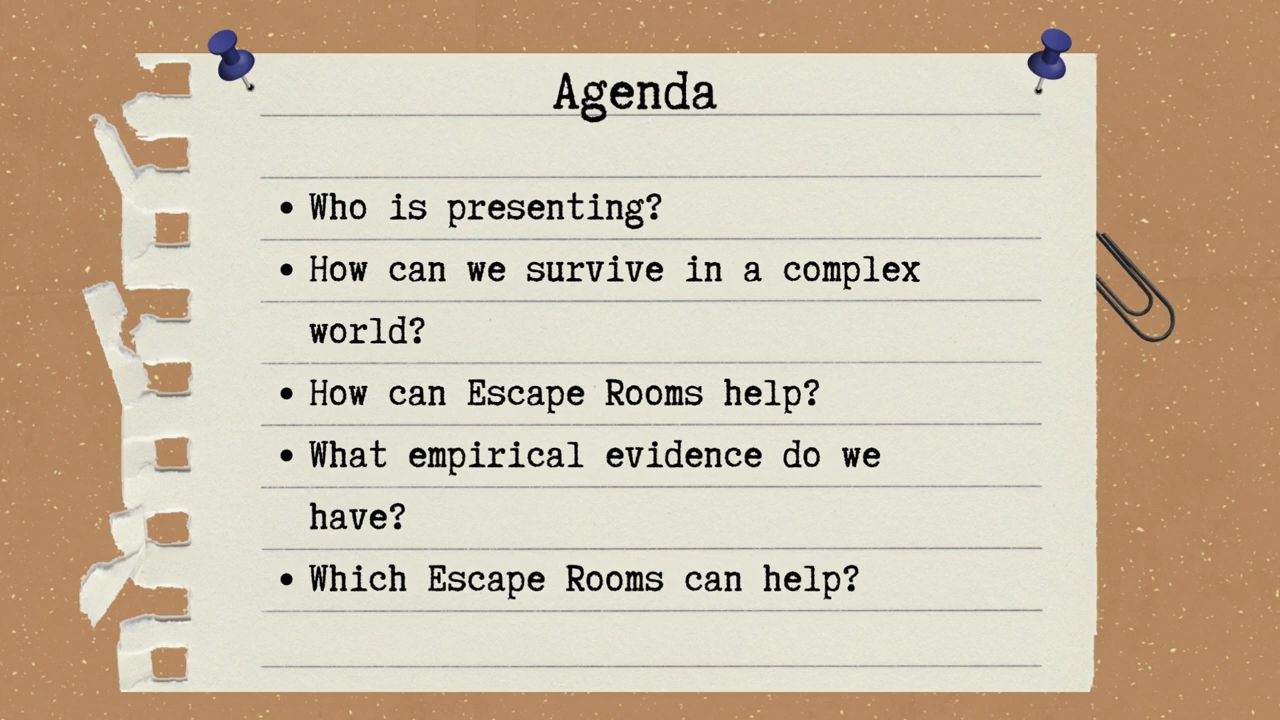 Agenda
• Who is presenting?
• How can we survive in a complex
world?
• How can Escape Rooms help?
• What empirical evidence do we
have?
• Which Escape Rooms can help?